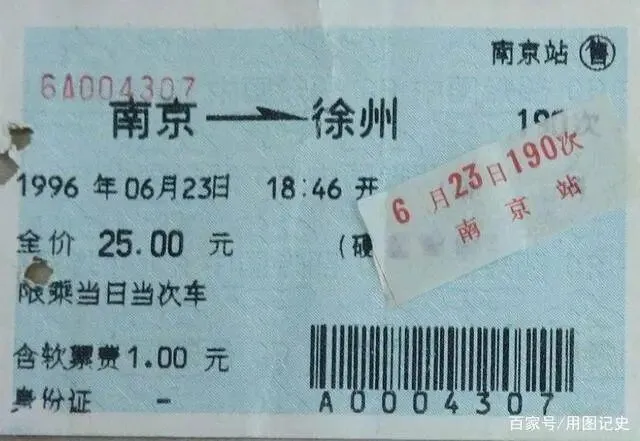 南京站 售
6A004307
南京 → 徐州
6月23日190次
南京站
1996 年 06月23日 18:46 开
全价 25.00 元 (硬
限乘当日当次车
含软票费1.00 元
身份证 -
A0004307
百家号/用图记史